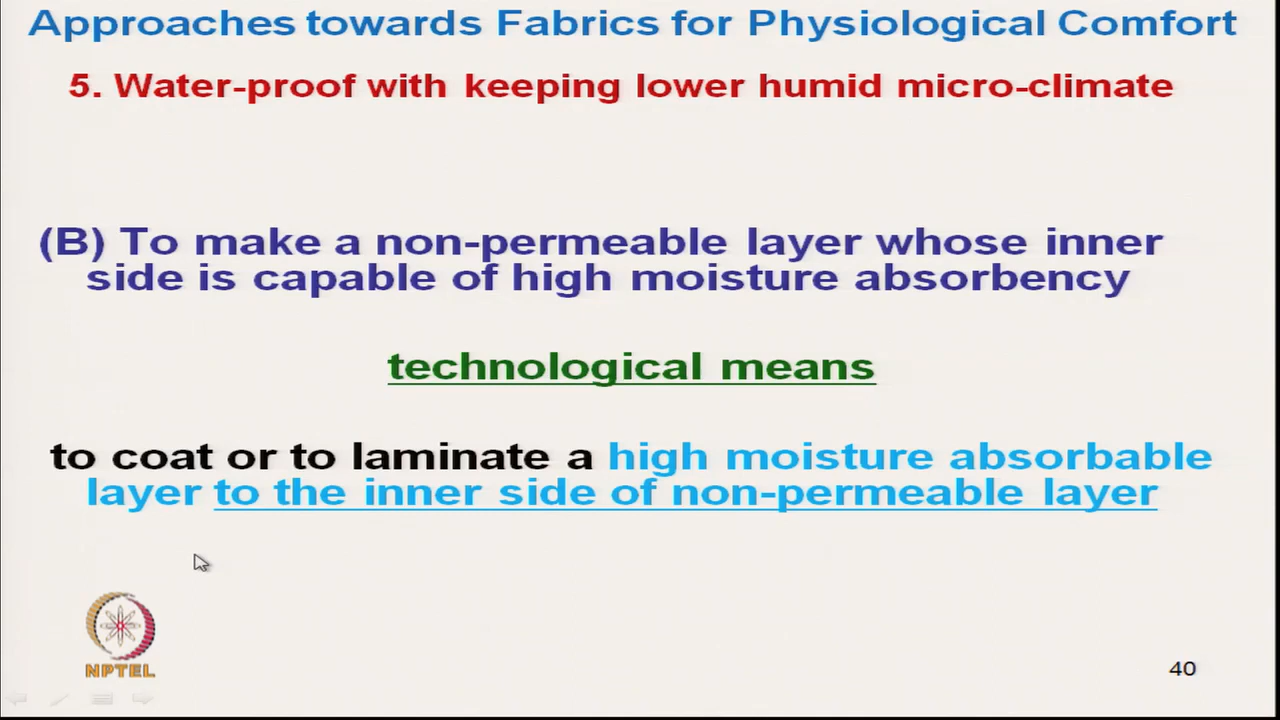 Approaches towards Fabrics for Physiological Comfort
5. Water-proof with keeping lower humid micro-climate
(B) To make a non-permeable layer whose inner
side is capable of high moisture absorbency
technological means
to coat or to laminate a high moisture absorbable
layer to the inner side of non-permeable layer
NPTEL
40